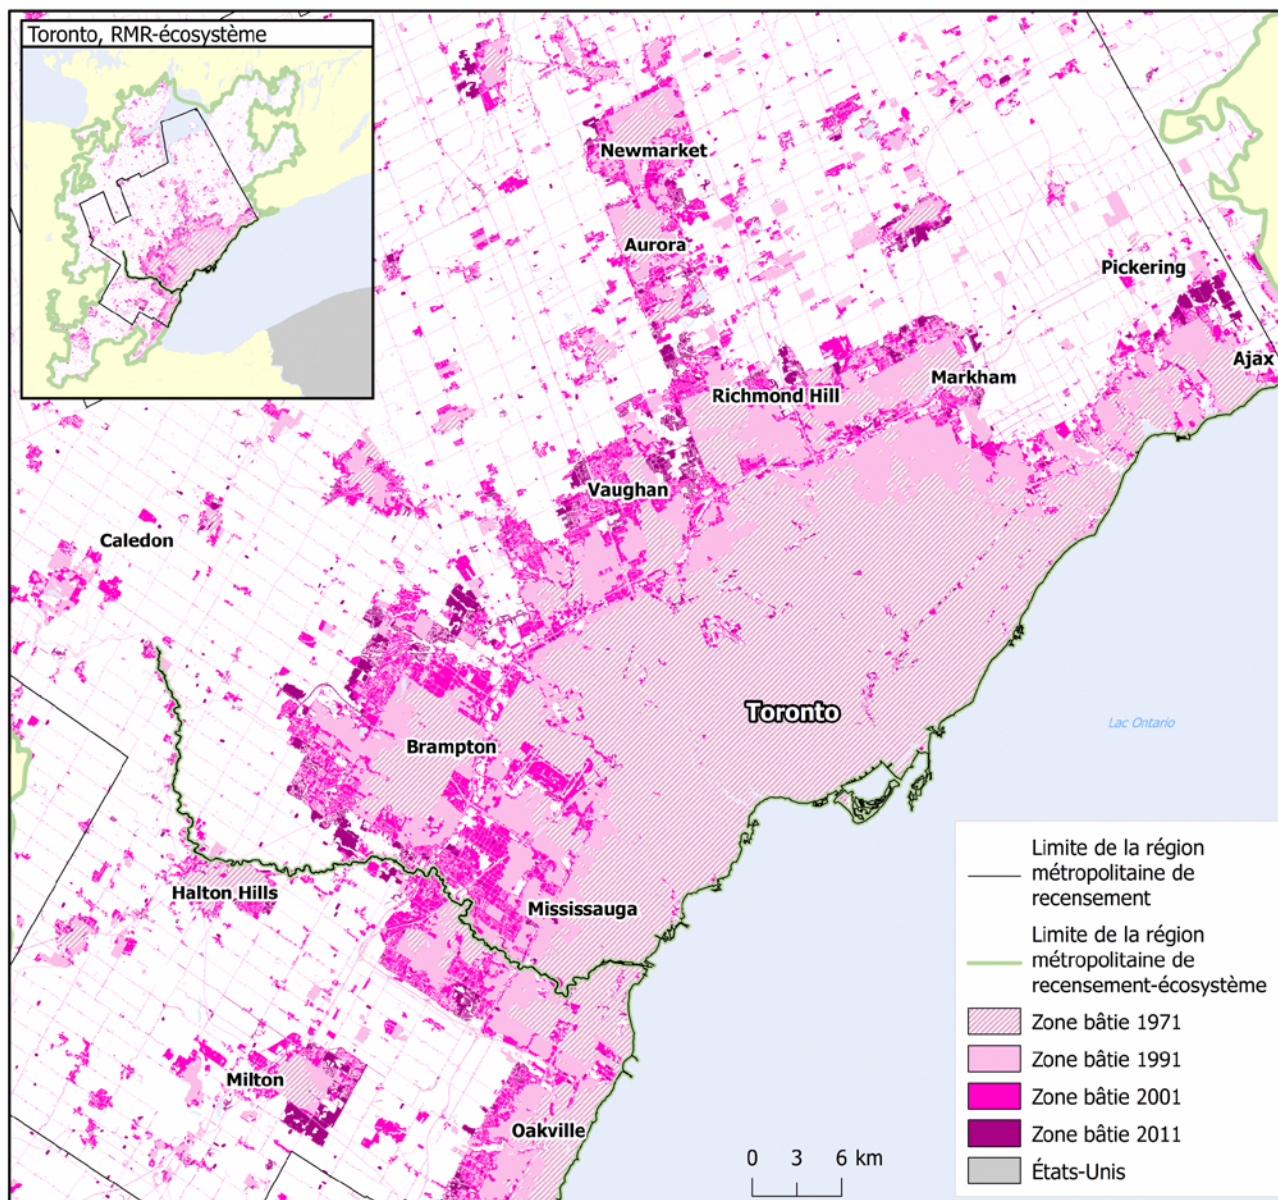 Toronto, RMR-écosystème
Newmarket
Aurora
Pickering
Ajax
Markham
Richmond Hill
Vaughan
Caledon
Toronto
Lac Ontario
Brampton
Halton Hills
Mississauga
Milton
Oakville
Limite de la région
métropolitaine de
recensement
Limite de la région
métropolitaine de
recensement-écosystème
Zone bâtie 1971
Zone bâtie 1991
Zone bâtie 2001
Zone bâtie 2011
États-Unis
0 3 6 km